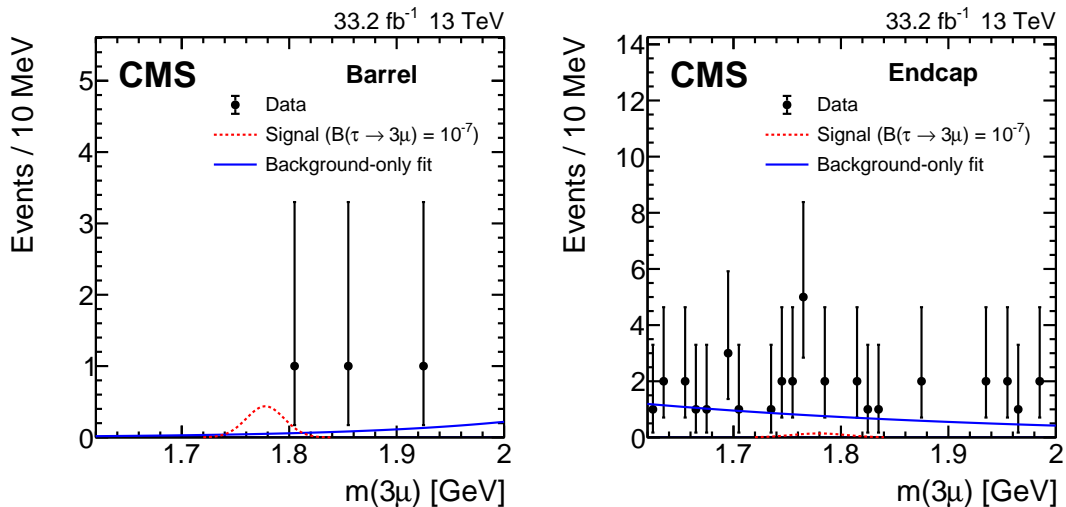 33.2 fb⁻¹ 13 TeV
CMS Barrel
Data
Signal (B(τ → 3μ) = 10⁻⁷)
Background-only fit
Events / 10 MeV
5
4
3
2
1
0
1.7 1.8 1.9 2
m(3μ) [GeV]
33.2 fb⁻¹ 13 TeV
CMS Endcap
Data
Signal (B(τ → 3μ) = 10⁻⁷)
Background-only fit
Events / 10 MeV
14
12
10
8
6
4
2
0
1.7 1.8 1.9 2
m(3μ) [GeV]